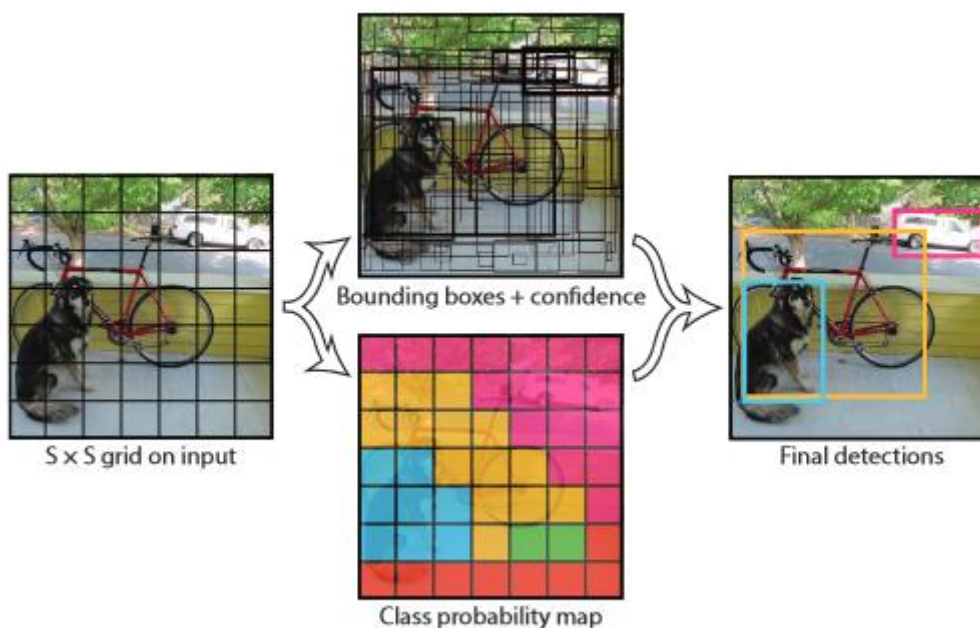 S × S grid on input
Bounding boxes + confidence
Class probability map
Final detections